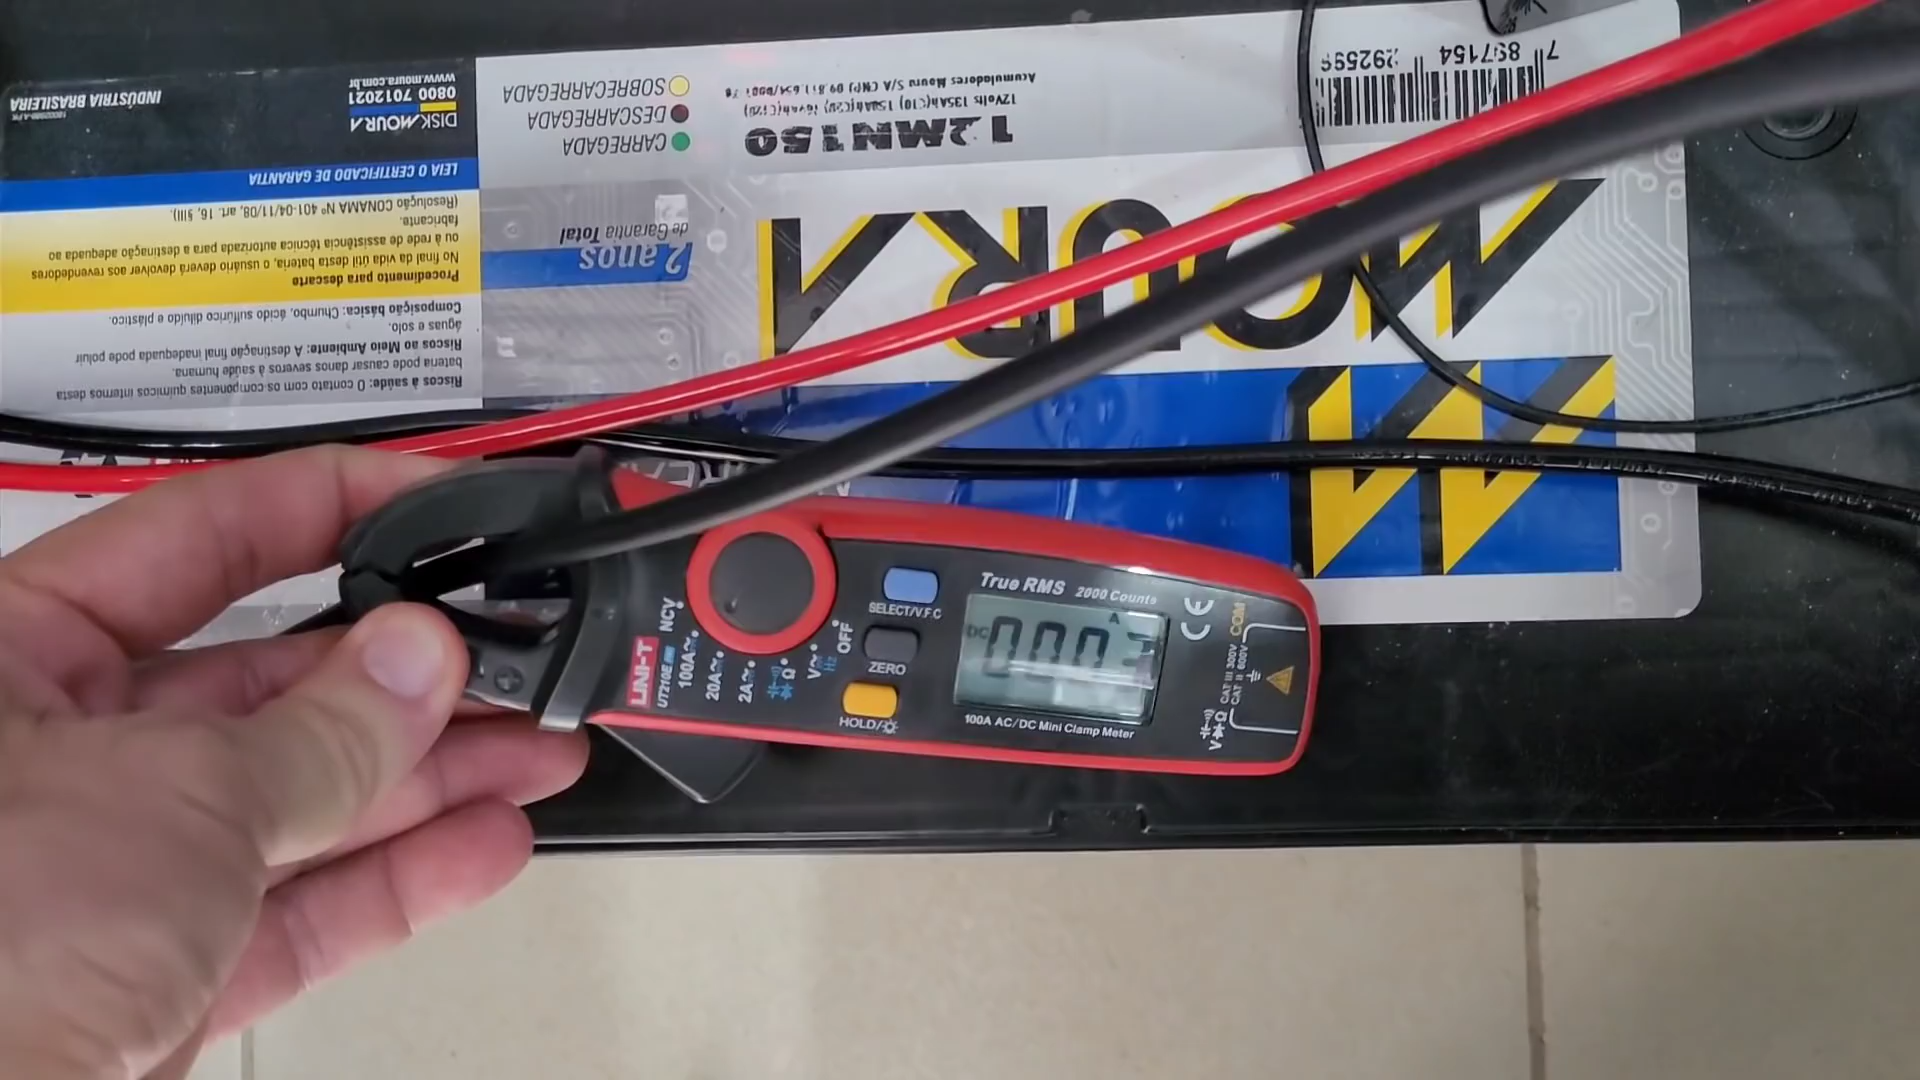 INDÚSTRIA BRASILEIRA
www.moura.com.br
0800 7012021
DISK MOURA
LEIA O CERTIFICADO DE GARANTIA
(Resolução CONAMA Nº 401-04/11/08, art. 16, §III).
fabricante.
ou à rede de assistência técnica autorizada para a destinação adequada ao
No final da vida útil desta bateria, o usuário deverá devolver aos revendedores
Procedimento para descarte
Composição básica: Chumbo, ácido sulfúrico diluído e plástico.
águas e solo.
Riscos ao Meio Ambiente: A destinação final inadequada pode poluir
bateria pode causar danos severos à saúde humana.
Riscos à saúde: O contato com os componentes químicos internos desta
SOBRECARREGADA
DESCARREGADA
CARREGADA
Acumuladores Moura S/A CNPJ
12Volts 135Ah(C10) 150Ah(C20)
12MN150
2 anos
de Garantia Total
7 897154
MOURA
UNI-T
UT210E
NCV
100A
20A
2A
Ω
V
Hz
OFF
SELECT/V.F.C
ZERO
HOLD/
True RMS 2000 Counts
DC
A
100A AC/DC Mini Clamp Meter
CE
COM
CAT III 300V
CAT II 600V
V Ω